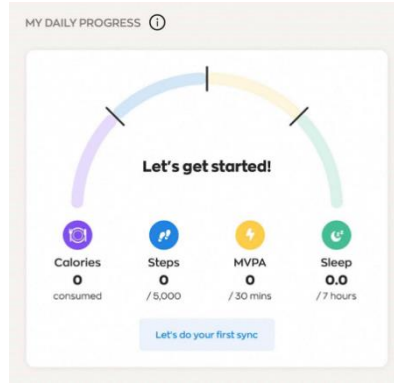 MY DAILY PROGRESS
Let's get started!
Calories Steps MVPA Sleep
0 0 0 0.0
consumed / 5,000 / 30 mins / 7 hours
Let's do your first sync